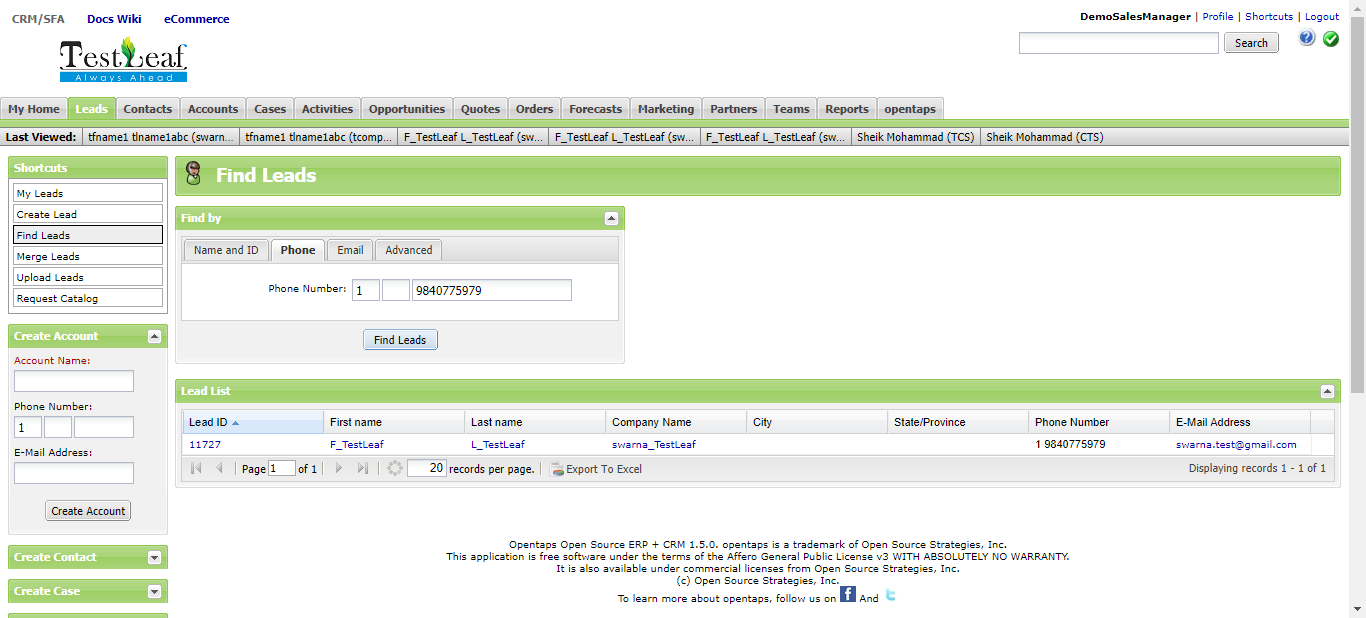 CRM/SFA Docs Wiki eCommerce
DemoSalesManager | Profile | Shortcuts | Logout
TestLeaf
Always Ahead
Search
My Home Leads Contacts Accounts Cases Activities Opportunities Quotes Orders Forecasts Marketing Partners Teams Reports opentaps
Last Viewed: tfname1 tlname1abc (swarn... tfname1 tlname1abc (tcomp... F_TestLeaf L_TestLeaf (sw... F_TestLeaf L_TestLeaf (sw... F_TestLeaf L_TestLeaf (sw... Sheik Mohammad (TCS) Sheik Mohammad (CTS)
Shortcuts
My Leads
Create Lead
Find Leads
Merge Leads
Upload Leads
Request Catalog
Create Account
Account Name:
Phone Number:
1
E-Mail Address:
Create Account
Create Contact
Create Case
Find Leads
Find by
Name and ID Phone Email Advanced
Phone Number: 1 9840775979
Find Leads
Lead List
Lead ID First name Last name Company Name City State/Province Phone Number E-Mail Address
11727 F_TestLeaf L_TestLeaf swarna_TestLeaf 1 9840775979 swarna.test@gmail.com
Page 1 of 1 20 records per page. Export To Excel Displaying records 1 - 1 of 1
Opentaps Open Source ERP + CRM 1.5.0. opentaps is a trademark of Open Source Strategies, Inc.
This application is free software under the terms of the Affero General Public License v3 WITH ABSOLUTELY NO WARRANTY.
It is also available under commercial licenses from Open Source Strategies, Inc.
(c) Open Source Strategies, Inc.
To learn more about opentaps, follow us on f And t